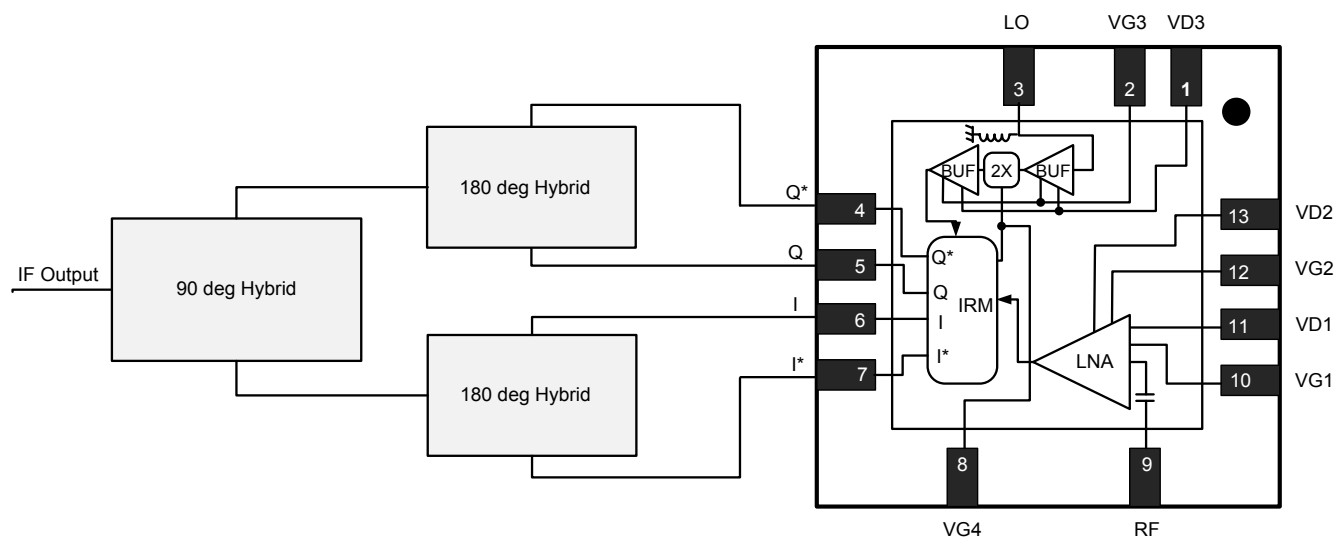 LO VG3 VD3
3 2 1
180 deg Hybrid
BUF 2X BUF
Q* 4
13 VD2
Q 5
Q*
12 VG2
IF Output
90 deg Hybrid
Q
IRM
I 6
I
11 VD1
I* 7
I*
LNA
10 VG1
180 deg Hybrid
8 9
VG4 RF